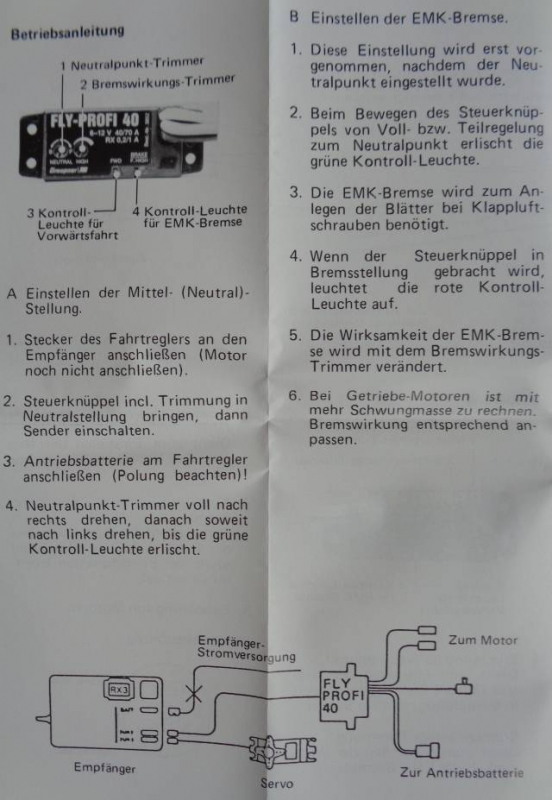 Betriebsanleitung
1 Neutralpunkt-Trimmer
2 Bremswirkungs-Trimmer
FLY-PROFI 40
6–12 V 40/70 A
RX 0,2/1 A
NEUTRAL HIGH
FWD
BRAKE
F. HIGH
Graupner/JR
3 Kontroll-
Leuchte für
Vorwärtsfahrt
4 Kontroll-Leuchte
für EMK-Bremse
A Einstellen der Mittel- (Neutral)-
Stellung.
1. Stecker des Fahrtreglers an den
Empfänger anschließen (Motor
noch nicht anschließen).
2. Steuerknüppel incl. Trimmung in
Neutralstellung bringen, dann
Sender einschalten.
3. Antriebsbatterie am Fahrtregler
anschließen (Polung beachten)!
4. Neutralpunkt-Trimmer voll nach
rechts drehen, danach soweit
nach links drehen, bis die grüne
Kontroll-Leuchte erlischt.
B Einstellen der EMK-Bremse.
1. Diese Einstellung wird erst vor-
genommen, nachdem der Neu-
tralpunkt eingestellt wurde.
2. Beim Bewegen des Steuerknüp-
pels von Voll- bzw. Teilregelung
zum Neutralpunkt erlischt die
grüne Kontroll-Leuchte.
3. Die EMK-Bremse wird zum An-
legen der Blätter bei Klappluft-
schrauben benötigt.
4. Wenn der Steuerknüppel in
Bremsstellung gebracht wird,
leuchtet die rote Kontroll-
Leuchte auf.
5. Die Wirksamkeit der EMK-Brem-
se wird mit dem Bremswirkungs-
Trimmer verändert.
6. Bei Getriebe-Motoren ist mit
mehr Schwungmasse zu rechnen.
Bremswirkung entsprechend an-
passen.
Empfänger-
Stromversorgung
Zum Motor
RX 3
FLY
PROFI
40
BATT
Empfänger
Servo
Zur Antriebsbatterie